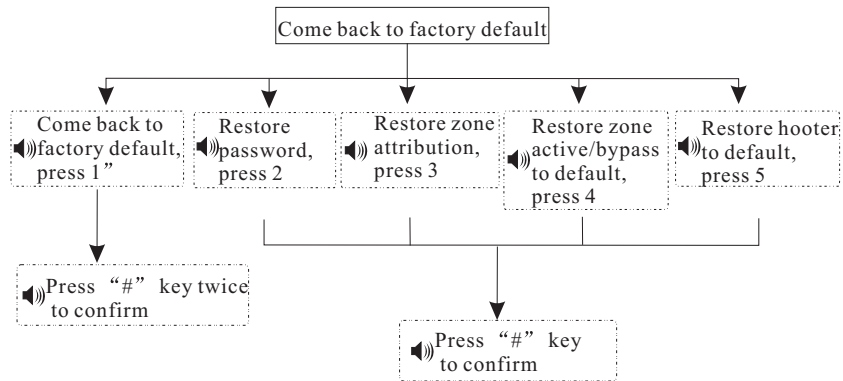 Come back to factory default
Come back to
factory default,
press 1”
Restore
password,
press 2
Restore zone
attribution,
press 3
Restore zone
active/bypass
to default,
press 4
Restore hooter
to default,
press 5
Press “#” key twice
to confirm
Press “#” key
to confirm